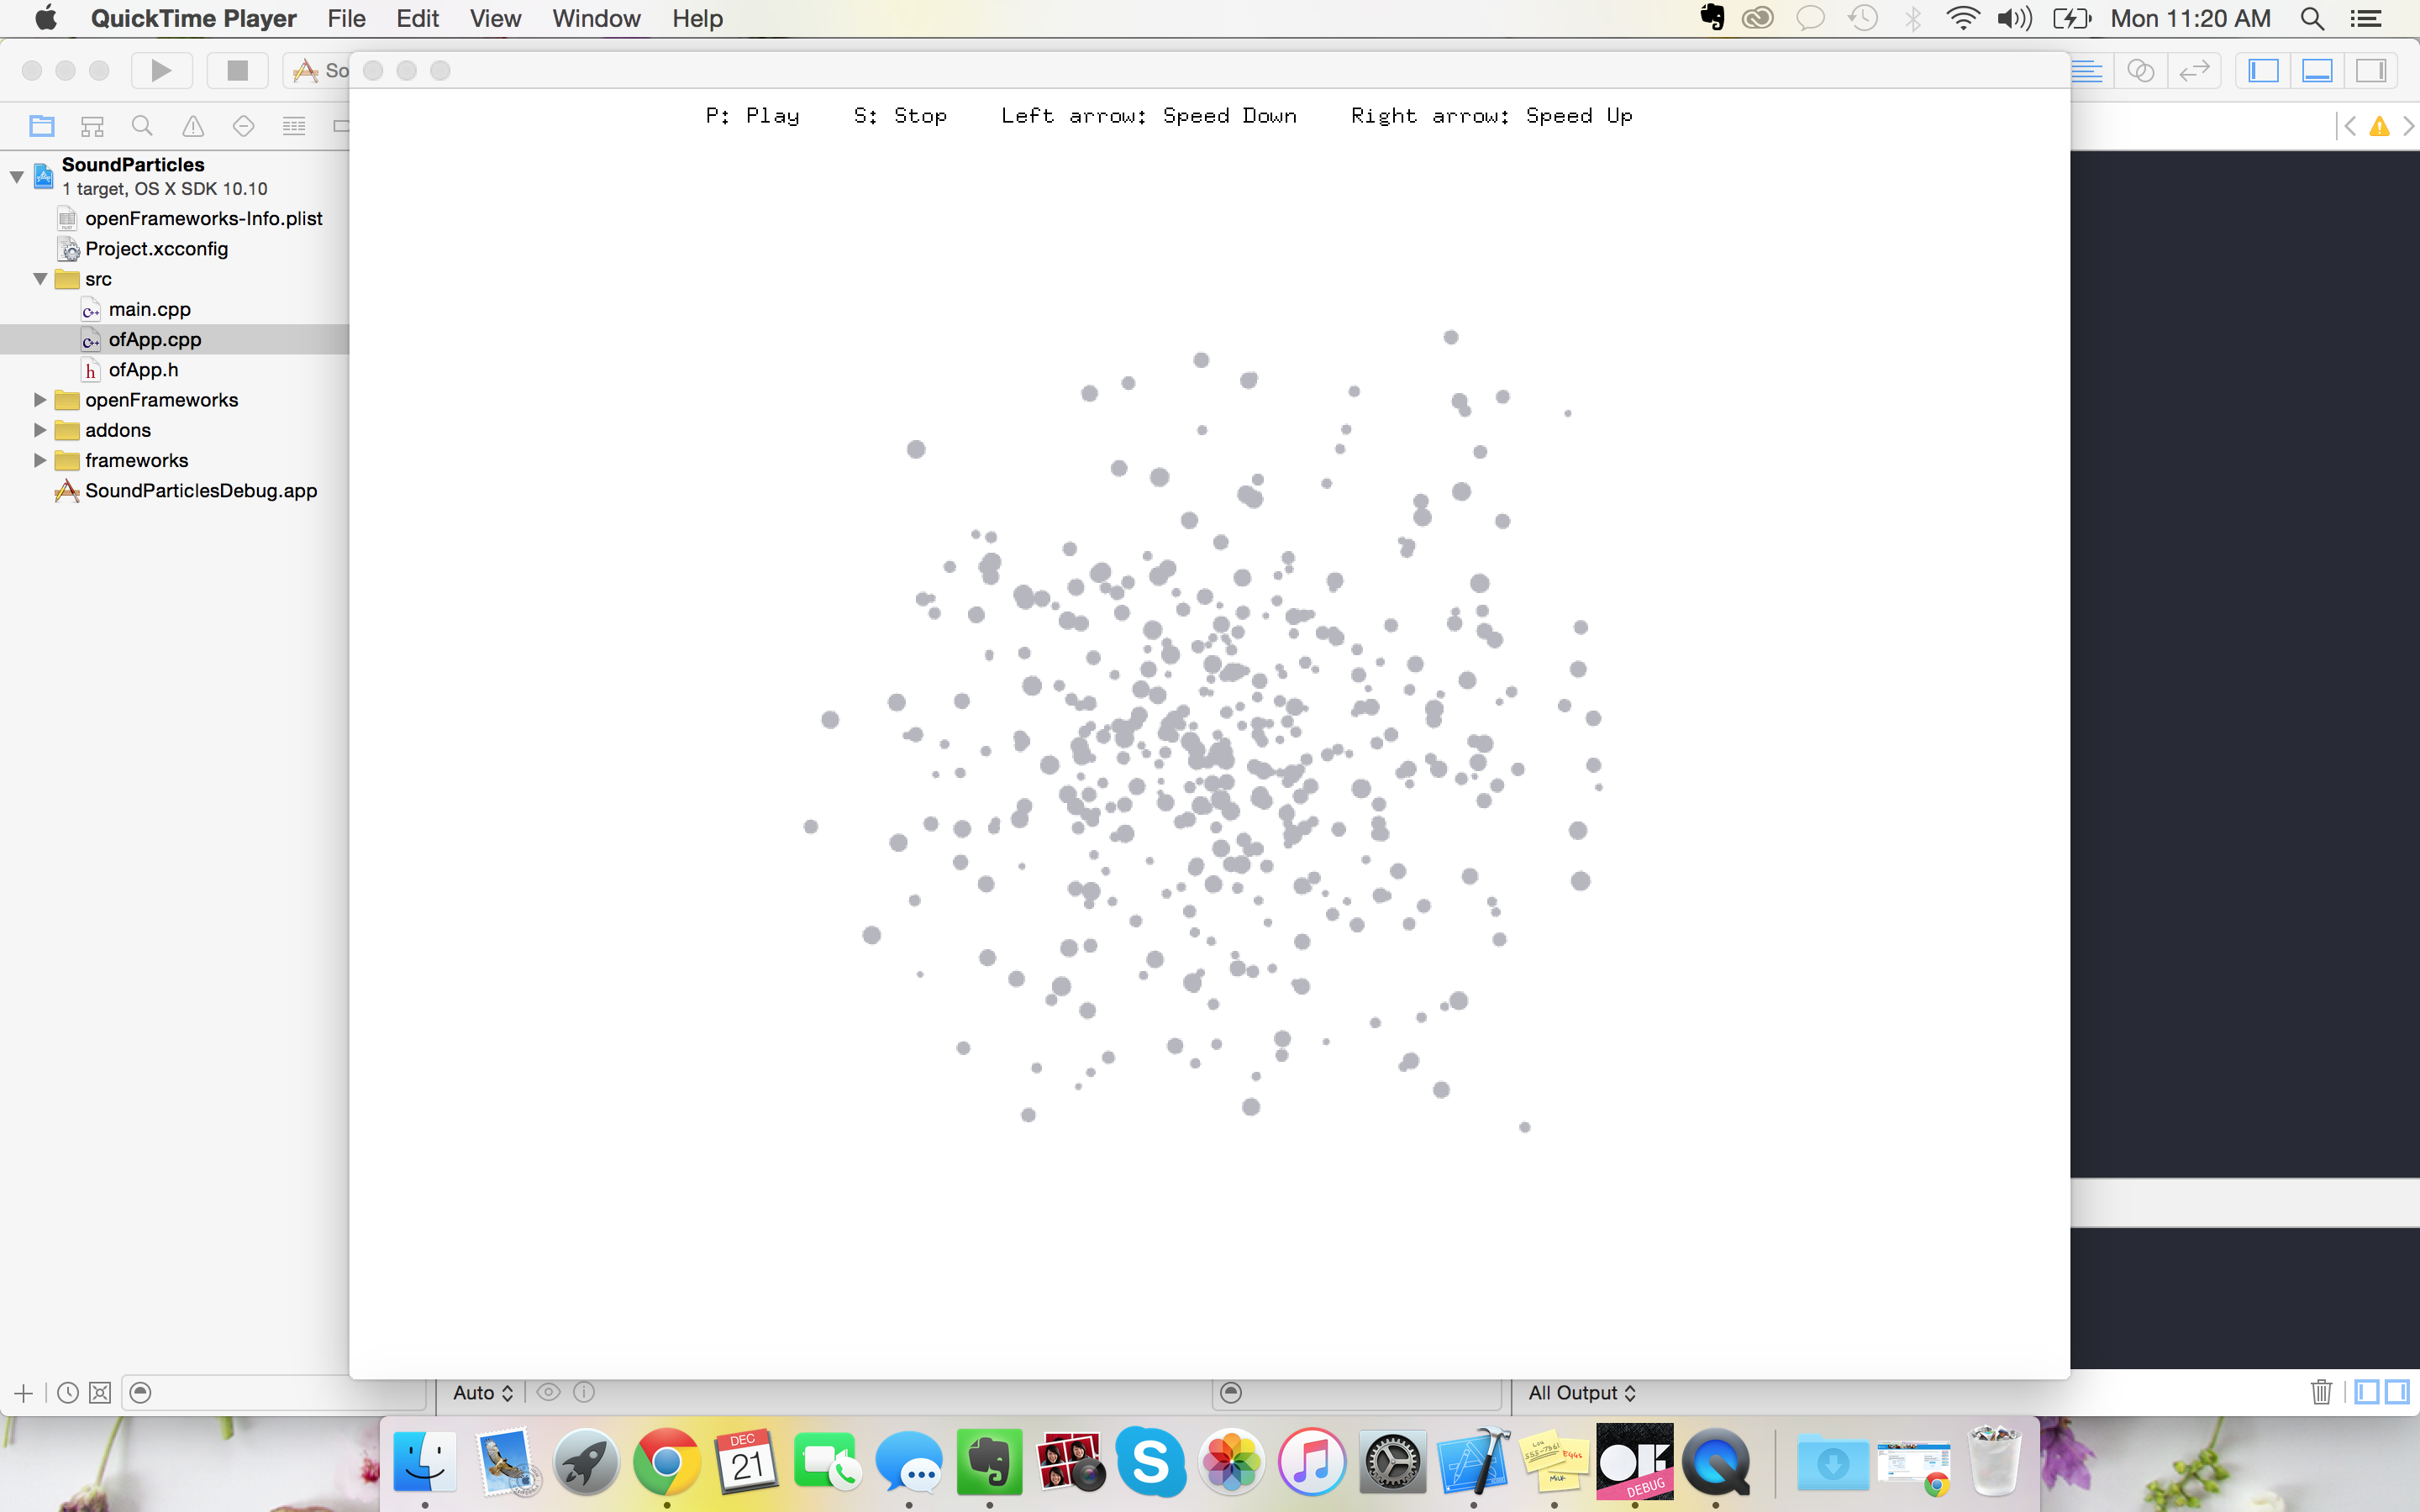 QuickTime Player File Edit View Window Help Mon 11:20 AM
So
P: Play S: Stop Left arrow: Speed Down Right arrow: Speed Up
SoundParticles
1 target, OS X SDK 10.10
openFrameworks-Info.plist
Project.xcconfig
src
C++ main.cpp
C++ ofApp.cpp
h ofApp.h
openFrameworks
addons
frameworks
SoundParticlesDebug.app
Auto All Output
DEC
21
S
DEBUG